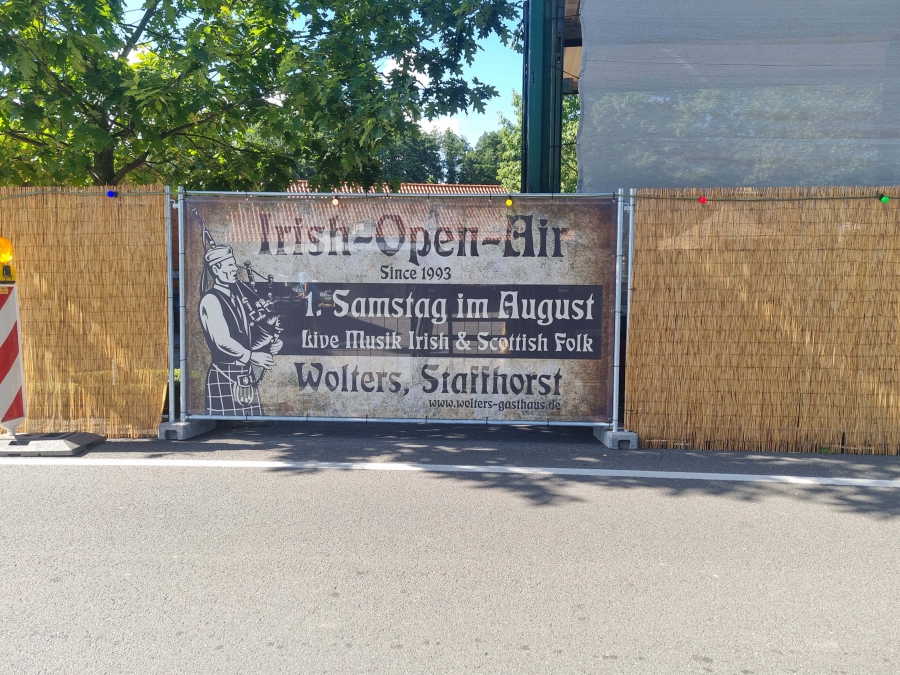 Irish-Open-Air
Since 1993
1. Samstag im August
Live Musik Irish & Scottish Folk
Wolters, Staffhorst
www.wolters-gasthaus.de